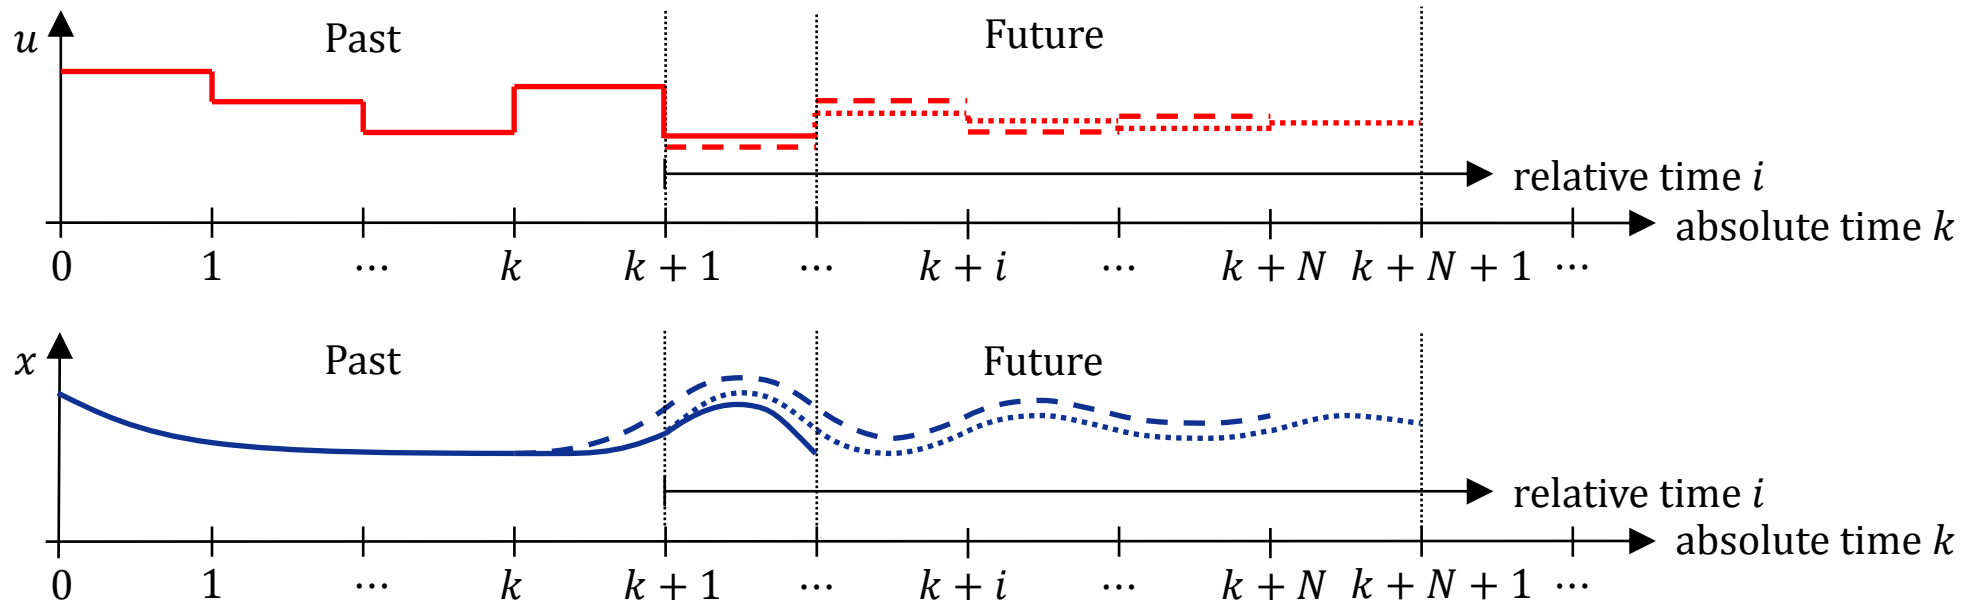 u Past Future
relative time i
absolute time k
0 1 ⋯ k k + 1 ⋯ k + i ⋯ k + N k + N + 1 ⋯
x Past Future
relative time i
absolute time k
0 1 ⋯ k k + 1 ⋯ k + i ⋯ k + N k + N + 1 ⋯